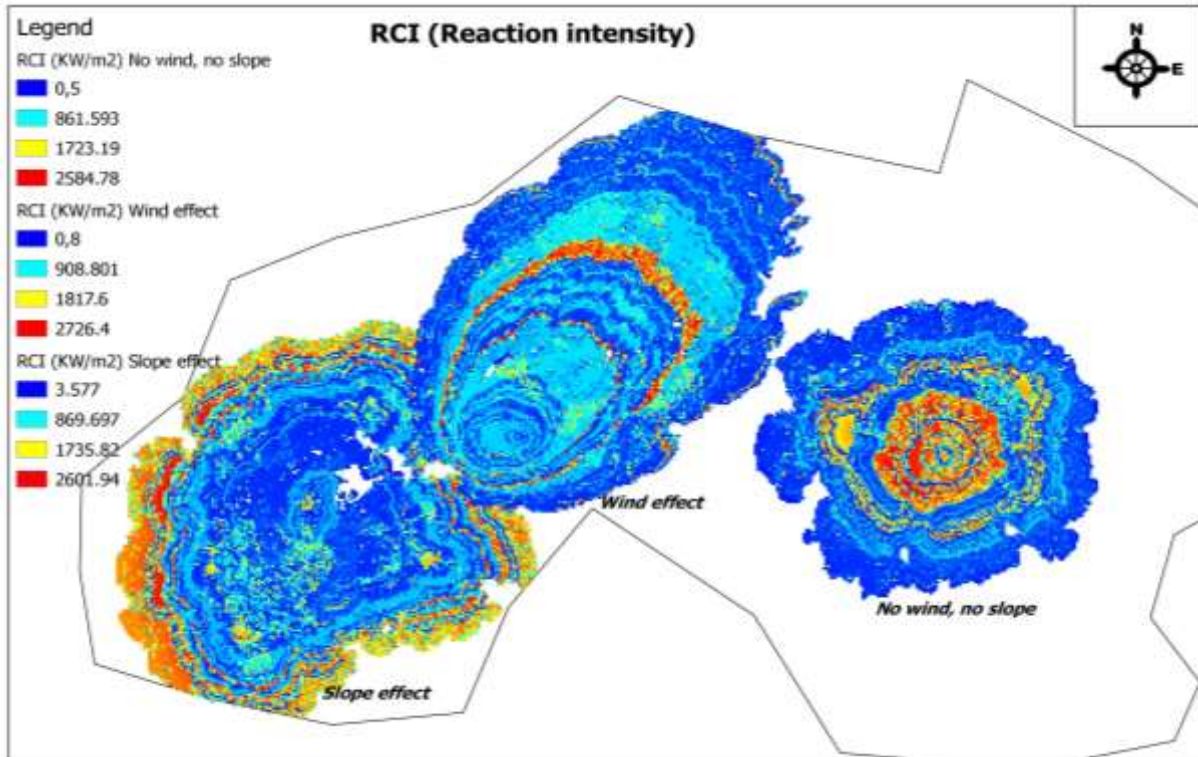 RCI (Reaction intensity)
N
E
Legend
RCI (KW/m2) No wind, no slope
0,5
861.593
1723.19
2584.78
RCI (KW/m2) Wind effect
0,8
908.801
1817.6
2726.4
RCI (KW/m2) Slope effect
3.577
869.697
1735.82
2601.94
Wind effect
No wind, no slope
Slope effect